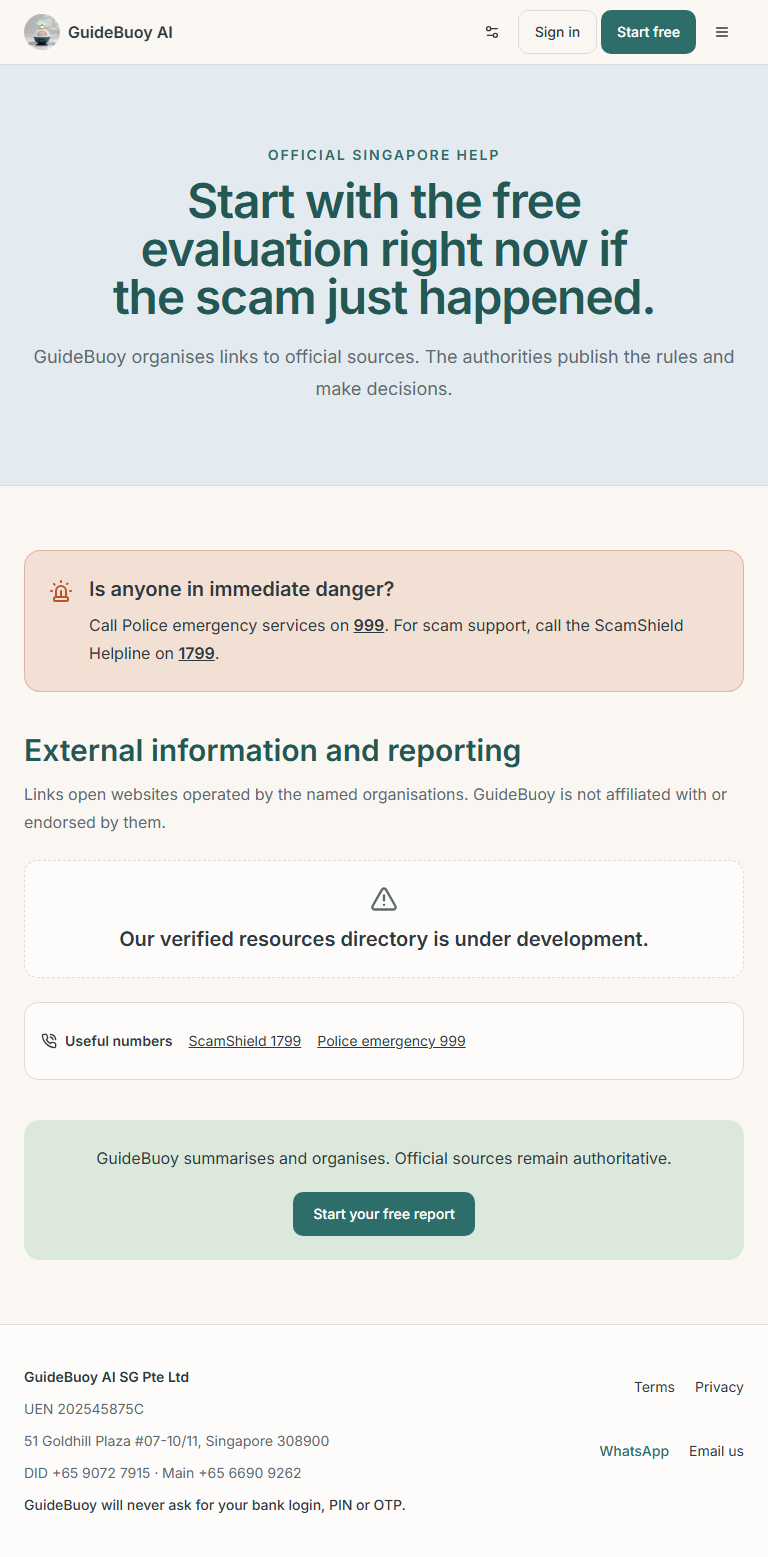 GuideBuoy AI
Sign in
Start free
OFFICIAL SINGAPORE HELP
Start with the free
evaluation right now if
the scam just happened.
GuideBuoy organises links to official sources. The authorities publish the rules and
make decisions.
Is anyone in immediate danger?
Call Police emergency services on 999. For scam support, call the ScamShield
Helpline on 1799.
External information and reporting
Links open websites operated by the named organisations. GuideBuoy is not affiliated with or
endorsed by them.
Our verified resources directory is under development.
Useful numbers ScamShield 1799 Police emergency 999
GuideBuoy summarises and organises. Official sources remain authoritative.
Start your free report
GuideBuoy AI SG Pte Ltd
UEN 202545875C
51 Goldhill Plaza #07-10/11, Singapore 308900
DID +65 9072 7915 · Main +65 6690 9262
GuideBuoy will never ask for your bank login, PIN or OTP.
Terms Privacy
WhatsApp Email us